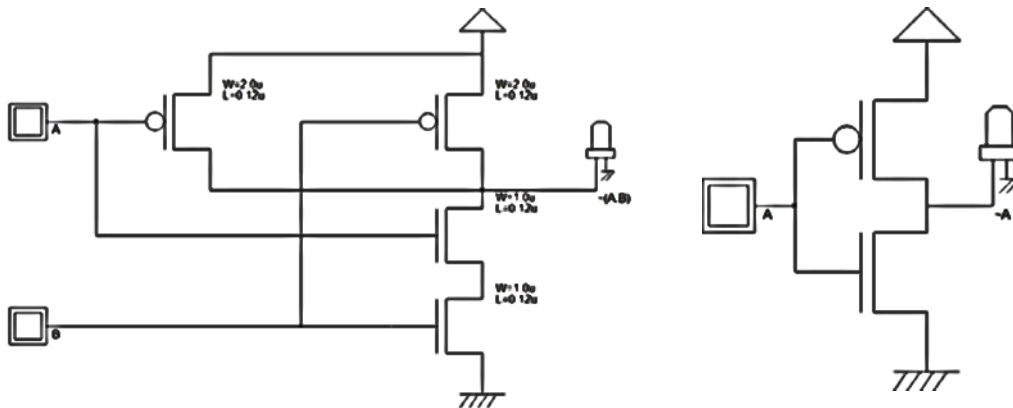 W=2.0u
L=0.12u
W=2.0u
L=0.12u
A
W=1.0u
L=0.12u
~(A.B)
W=1.0u
L=0.12u
B
A
~A